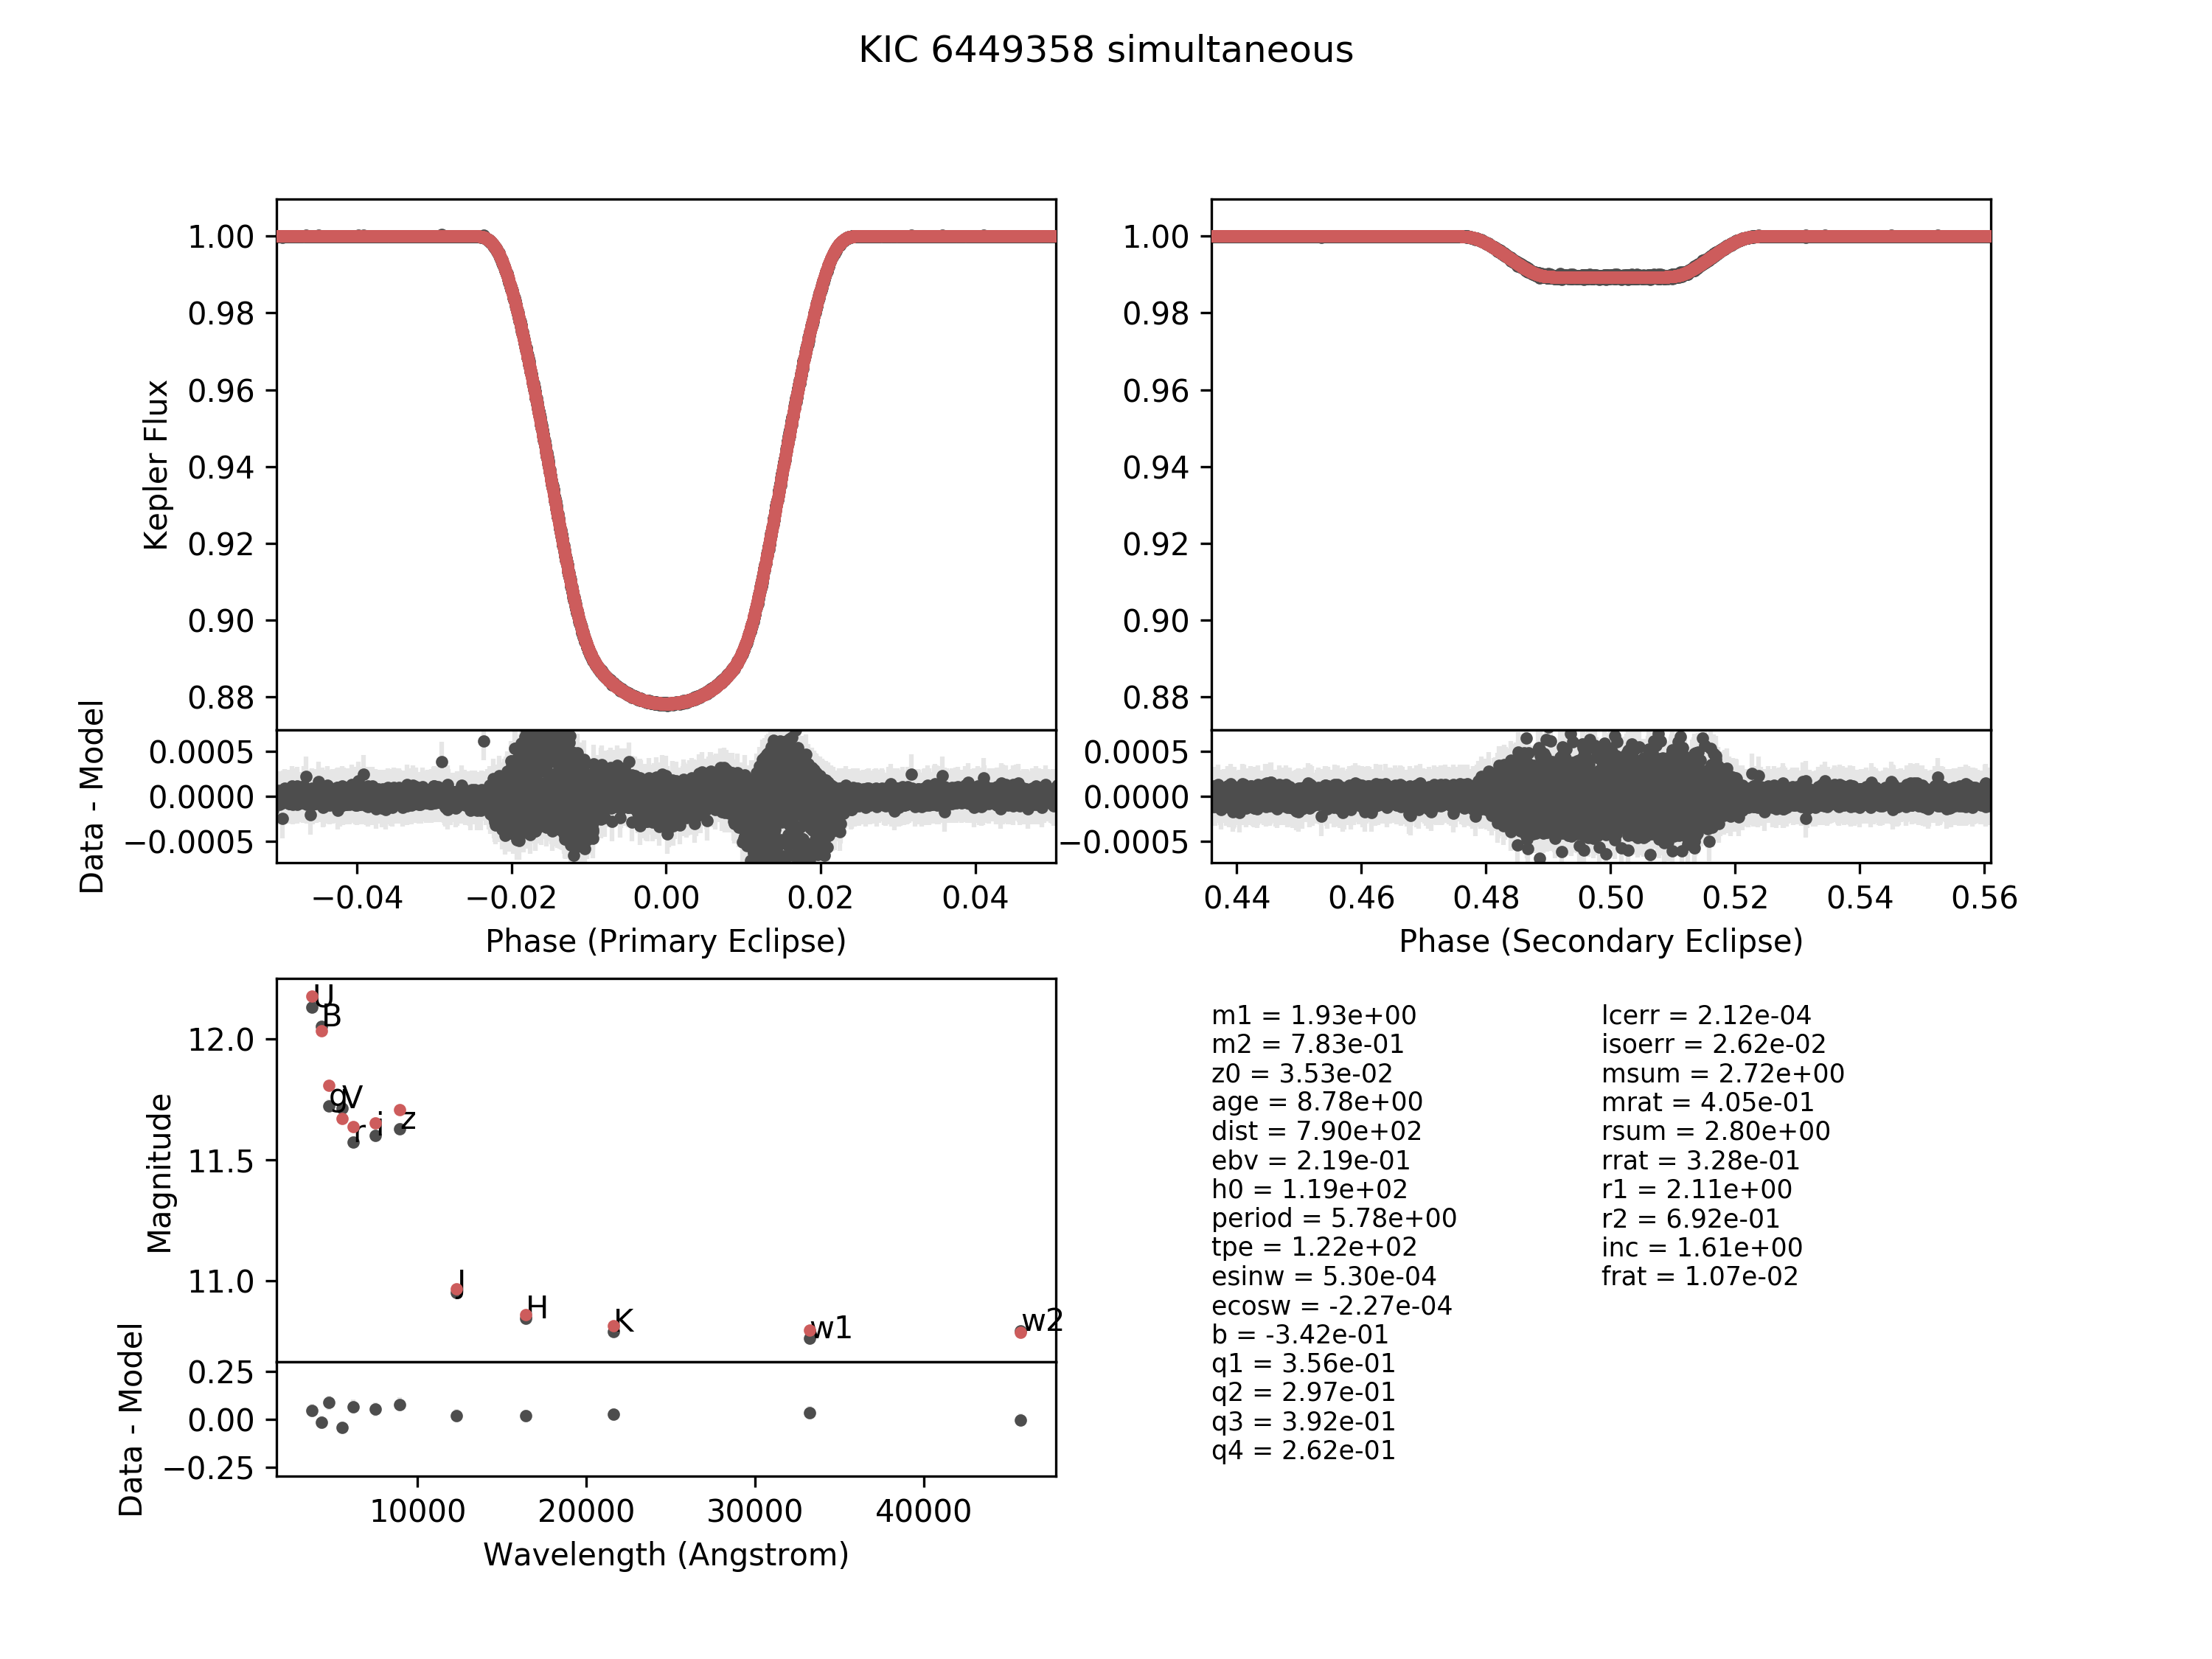 KIC 6449358 simultaneous
Kepler Flux
1.00
0.98
0.96
0.94
0.92
0.90
0.88
Data - Model
0.0005
0.0000
−0.0005
−0.04 −0.02 0.00 0.02 0.04
Phase (Primary Eclipse)
1.00
0.98
0.96
0.94
0.92
0.90
0.88
0.0005
0.0000
−0.0005
0.44 0.46 0.48 0.50 0.52 0.54 0.56
Phase (Secondary Eclipse)
Magnitude
12.0
11.5
11.0
U
B
g
V
r
i
z
J
H
K
w1
w2
Data - Model
0.25
0.00
−0.25
10000 20000 30000 40000
Wavelength (Angstrom)
m1 = 1.93e+00
m2 = 7.83e-01
z0 = 3.53e-02
age = 8.78e+00
dist = 7.90e+02
ebv = 2.19e-01
h0 = 1.19e+02
period = 5.78e+00
tpe = 1.22e+02
esinw = 5.30e-04
ecosw = -2.27e-04
b = -3.42e-01
q1 = 3.56e-01
q2 = 2.97e-01
q3 = 3.92e-01
q4 = 2.62e-01
lcerr = 2.12e-04
isoerr = 2.62e-02
msum = 2.72e+00
mrat = 4.05e-01
rsum = 2.80e+00
rrat = 3.28e-01
r1 = 2.11e+00
r2 = 6.92e-01
inc = 1.61e+00
frat = 1.07e-02